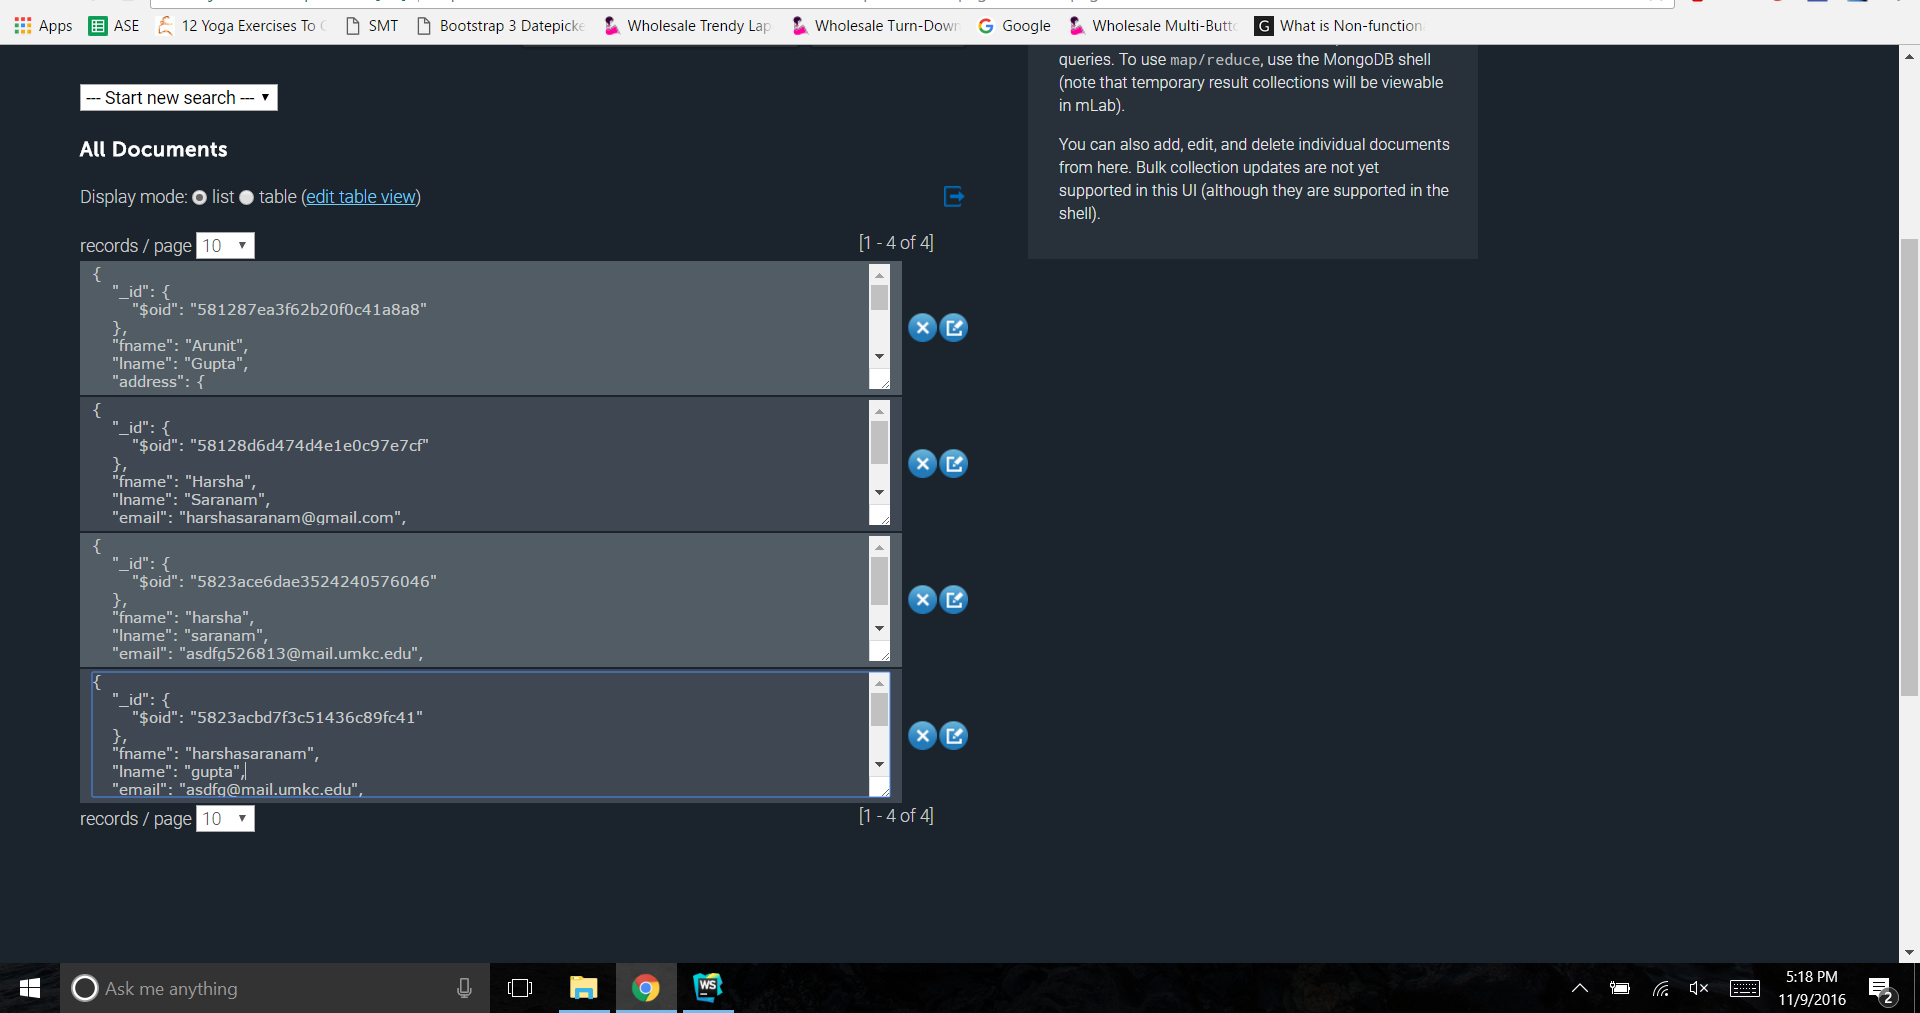 Apps ASE 12 Yoga Exercises To SMT Bootstrap 3 Datepicke Wholesale Trendy Lap Wholesale Turn-Down Google Wholesale Multi-Butto G What is Non-function
queries. To use map/reduce, use the MongoDB shell
(note that temporary result collections will be viewable
in mLab).
You can also add, edit, and delete individual documents
from here. Bulk collection updates are not yet
supported in this UI (although they are supported in the
shell).
--- Start new search ---
All Documents
Display mode: list table (edit table view)
records / page 10 [1 - 4 of 4]
{
"_id": {
"$oid": "581287ea3f62b20f0c41a8a8"
},
"fname": "Arunit",
"lname": "Gupta",
"address": {
{
"_id": {
"$oid": "58128d6d474d4e1e0c97e7cf"
},
"fname": "Harsha",
"lname": "Saranam",
"email": "harshasaranam@gmail.com",
{
"_id": {
"$oid": "5823ace6dae3524240576046"
},
"fname": "harsha",
"lname": "saranam",
"email": "asdfg526813@mail.umkc.edu",
{
"_id": {
"$oid": "5823acbd7f3c51436c89fc41"
},
"fname": "harshasaranam",
"lname": "gupta",
"email": "asdfg@mail.umkc.edu",
records / page 10 [1 - 4 of 4]
Ask me anything
WS
5:18 PM
11/9/2016
2